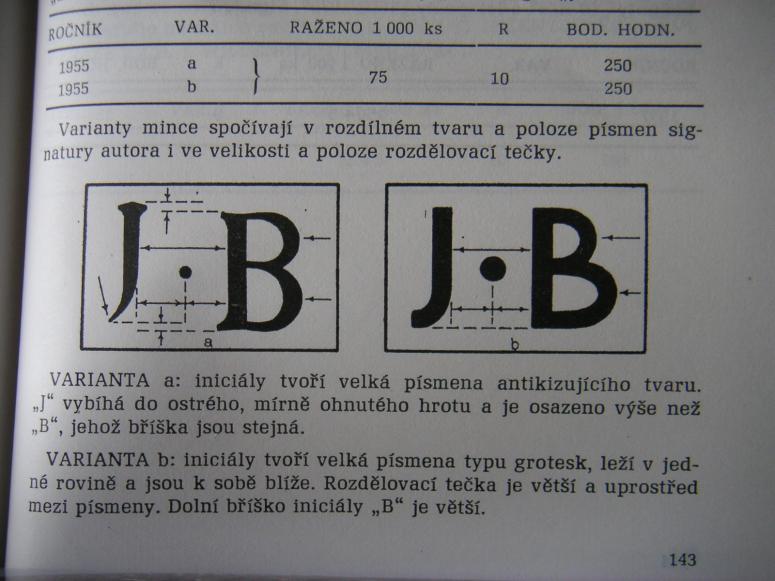 ROČNÍK VAR. RAŽENO 1 000 ks R BOD. HODN.
1955 a 75 10 250
1955 b 250
Varianty mince spočívají v rozdílném tvaru a poloze písmen sig-
natury autora i ve velikosti a poloze rozdělovací tečky.
J·B J·B
a b
VARIANTA a: iniciály tvoří velká písmena antikizujícího tvaru.
„J“ vybíhá do ostrého, mírně ohnutého hrotu a je osazeno výše než
„B“, jehož bříška jsou stejná.
VARIANTA b: iniciály tvoří velká písmena typu grotesk, leží v jed-
né rovině a jsou k sobě blíže. Rozdělovací tečka je větší a uprostřed
mezi písmeny. Dolní bříško iniciály „B“ je větší.
143